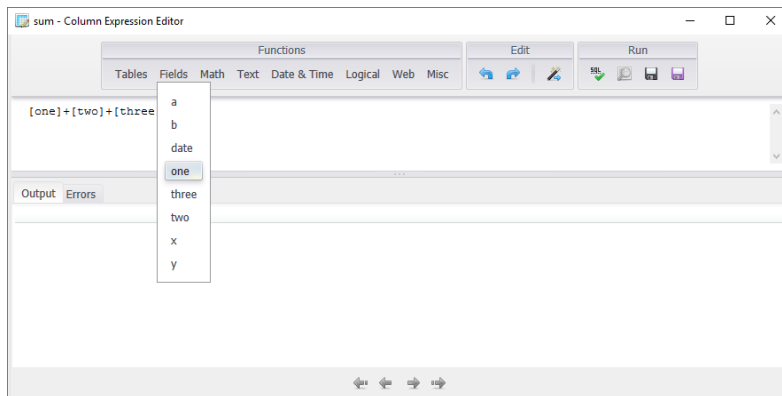 sum - Column Expression Editor
Functions
Edit
Run
Tables Fields Math Text Date & Time Logical Web Misc
SQL
[one]+[two]+[three
a
b
date
one
three
two
x
y
Output Errors